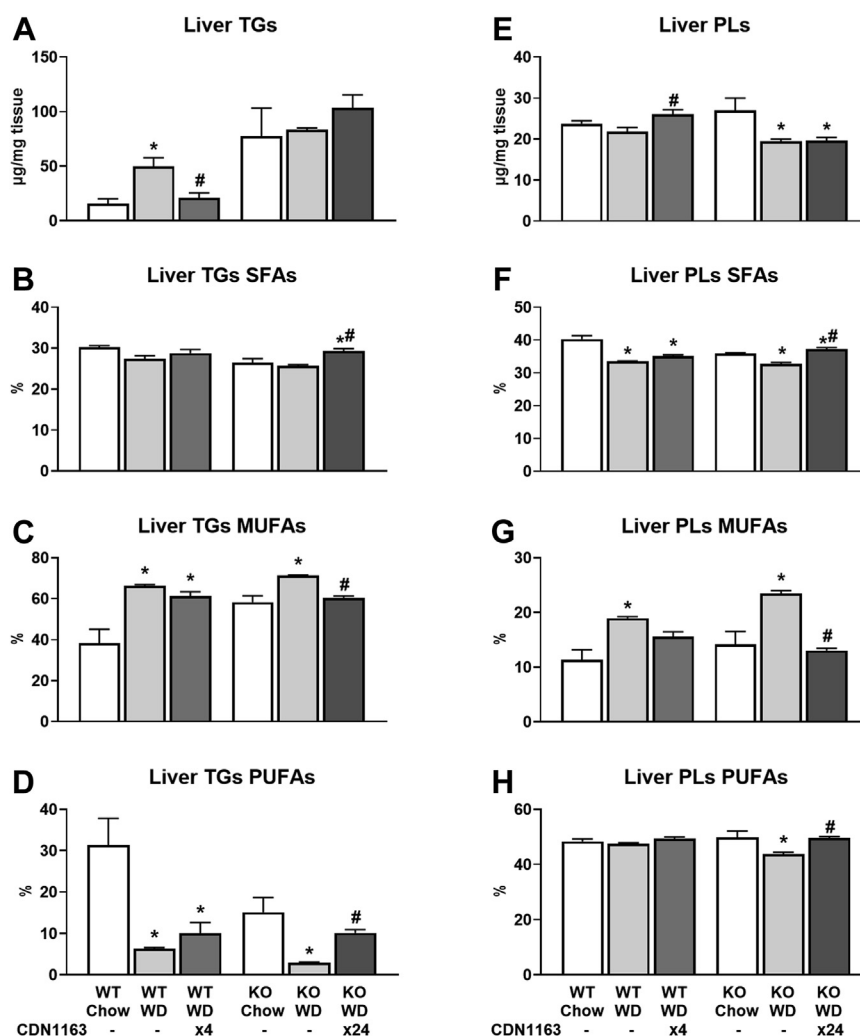 A
Liver TGs
µg/mg tissue
150
100
50
0
*
#
B
Liver TGs SFAs
%
40
30
20
10
0
*#
C
Liver TGs MUFAs
%
80
60
40
20
0
*
*
*
#
D
Liver TGs PUFAs
%
40
30
20
10
0
*
*
*
#
WT WT WT KO KO KO
Chow WD WD Chow WD WD
CDN1163 - - x4 - - x24
E
Liver PLs
µg/mg tissue
40
30
20
10
0
#
*
*
F
Liver PLs SFAs
%
50
40
30
20
10
0
*
*
*
*#
G
Liver PLs MUFAs
%
30
20
10
0
*
*
#
H
Liver PLs PUFAs
%
60
40
20
0
*
#
WT WT WT KO KO KO
Chow WD WD Chow WD WD
- - x4 - - x24